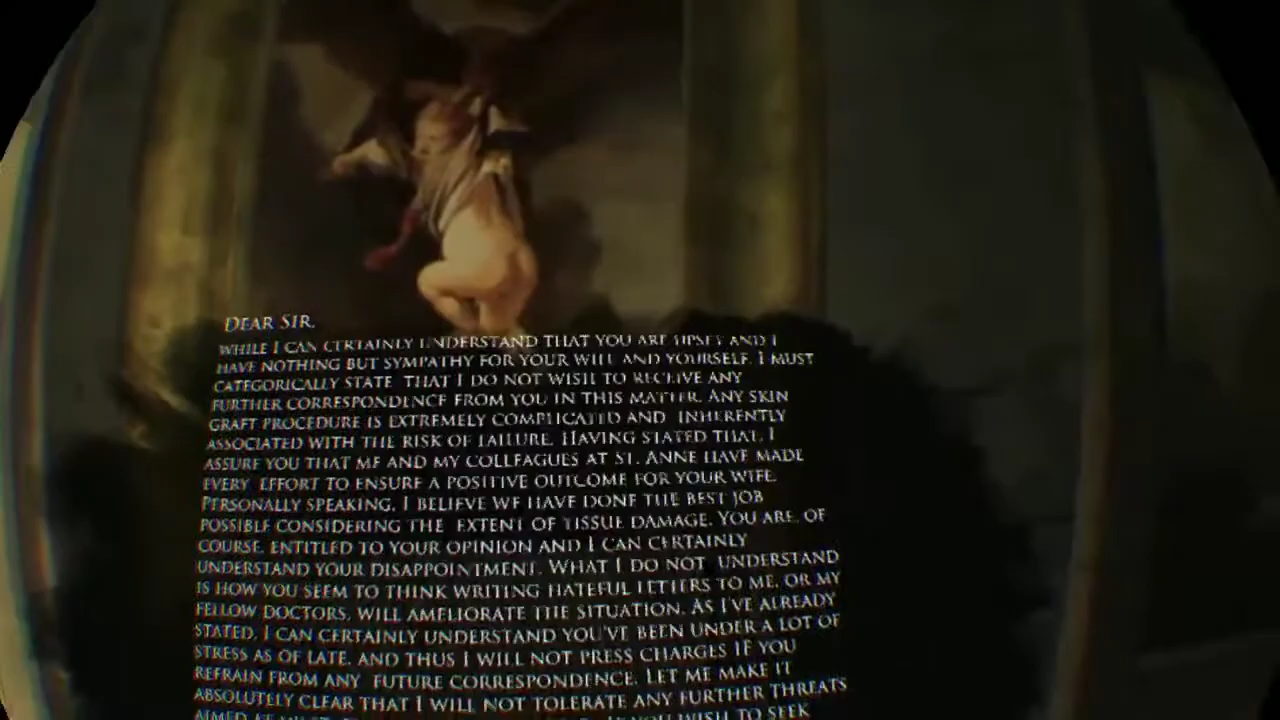 DEAR SIR,
WHILE I CAN CERTAINLY UNDERSTAND THAT YOU ARE UPSET AND I
HAVE NOTHING BUT SYMPATHY FOR YOUR WIFE AND YOURSELF, I MUST
CATEGORICALLY STATE THAT I DO NOT WISH TO RECEIVE ANY
FURTHER CORRESPONDENCE FROM YOU IN THIS MATTER. ANY SKIN
GRAFT PROCEDURE IS EXTREMELY COMPLICATED AND INHERENTLY
ASSOCIATED WITH THE RISK OF FAILURE. HAVING STATED THAT, I
ASSURE YOU THAT ME AND MY COLLEAGUES AT ST. ANNE HAVE MADE
EVERY EFFORT TO ENSURE A POSITIVE OUTCOME FOR YOUR WIFE.
PERSONALLY SPEAKING, I BELIEVE WE HAVE DONE THE BEST JOB
POSSIBLE CONSIDERING THE EXTENT OF TISSUE DAMAGE. YOU ARE, OF
COURSE, ENTITLED TO YOUR OPINION AND I CAN CERTAINLY
UNDERSTAND YOUR DISAPPOINTMENT. WHAT I DO NOT UNDERSTAND
IS HOW YOU SEEM TO THINK WRITING HATEFUL LETTERS TO ME, OR MY
FELLOW DOCTORS, WILL AMELIORATE THE SITUATION. AS I'VE ALREADY
STATED, I CAN CERTAINLY UNDERSTAND YOU'VE BEEN UNDER A LOT OF
STRESS AS OF LATE, AND THUS I WILL NOT PRESS CHARGES IF YOU
REFRAIN FROM ANY FUTURE CORRESPONDENCE. LET ME MAKE IT
ABSOLUTELY CLEAR THAT I WILL NOT TOLERATE ANY FURTHER THREATS
AIMED AT YOU WISH TO SEEK